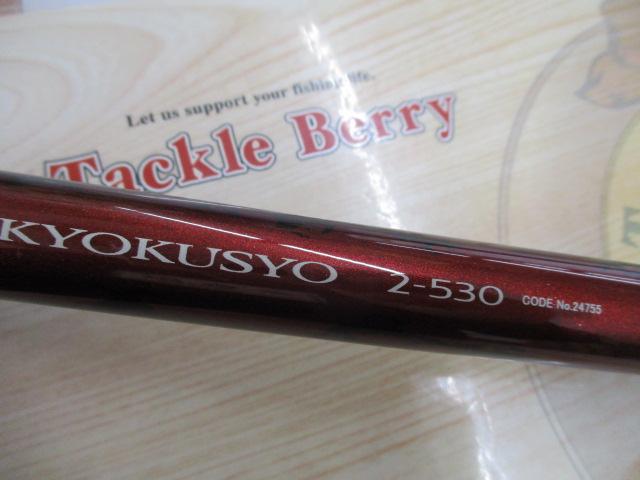 Let us support your fishing life.
Tackle Berry
KYOKUSYO 2-530 CODE No.24755